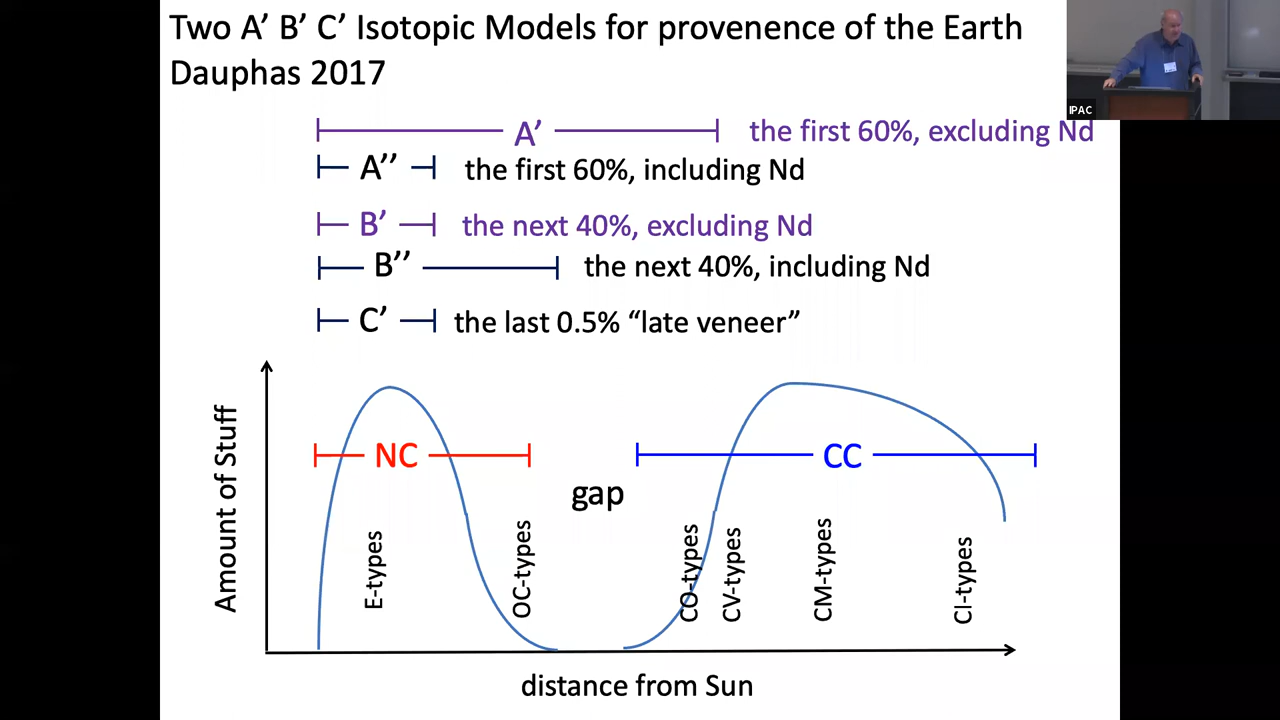 Two A’ B’ C’ Isotopic Models for provenence of the Earth
Dauphas 2017
IPAC
A’ the first 60%, excluding Nd
A’’ the first 60%, including Nd
B’ the next 40%, excluding Nd
B’’ the next 40%, including Nd
C’ the last 0.5% “late veneer”
Amount of Stuff
NC
CC
gap
E-types
OC-types
CO-types
CV-types
CM-types
CI-types
distance from Sun